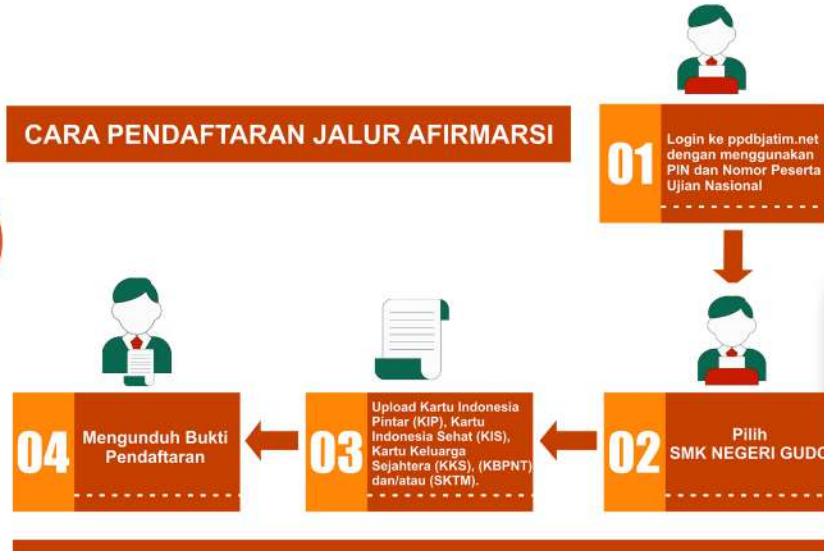 CARA PENDAFTARAN JALUR AFIRMARSI
01
Login ke ppdbjatim.net
dengan menggunakan
PIN dan Nomor Peserta
Ujian Nasional
02
Pilih
SMK NEGERI
03
Upload Kartu Indonesia
Pintar (KIP), Kartu
Indonesia Sehat (KIS),
Kartu Keluarga
Sejahtera (KKS), (KBPNT)
dan/atau (SKTM).
04
Mengunduh Bukti
Pendaftaran